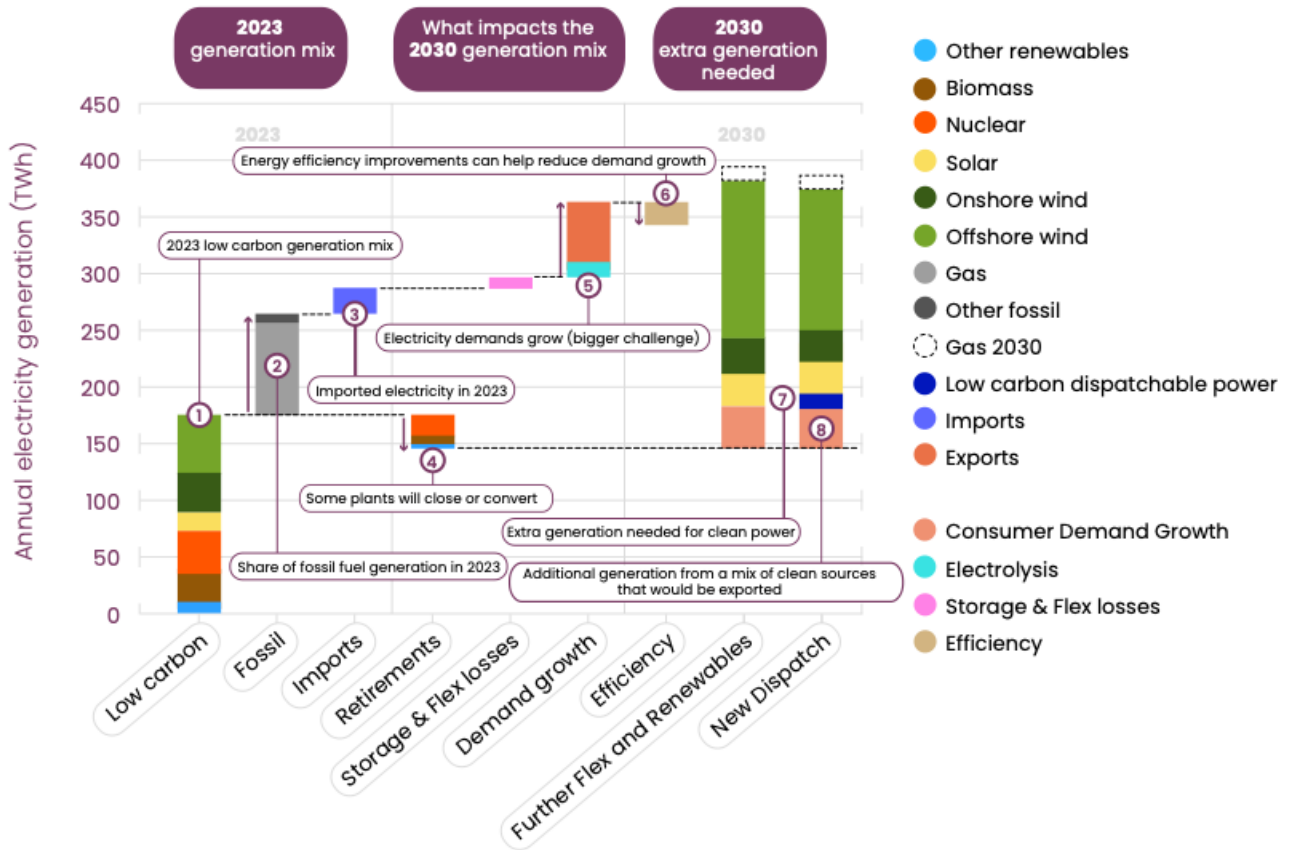 2023
generation mix
What impacts the
2030 generation mix
2030
extra generation
needed
Annual electricity generation (TWh)
450
400
350
300
250
200
150
100
50
0
2023
2030
Energy efficiency improvements can help reduce demand growth
6
2023 low carbon generation mix
5
3
Electricity demands grow (bigger challenge)
2
Imported electricity in 2023
7
1
8
4
Some plants will close or convert
Extra generation needed for clean power
Share of fossil fuel generation in 2023
Additional generation from a mix of clean sources
that would be exported
Low carbon
Fossil
Imports
Retirements
Storage & Flex losses
Demand growth
Efficiency
Further Flex and Renewables
New Dispatch
Other renewables
Biomass
Nuclear
Solar
Onshore wind
Offshore wind
Gas
Other fossil
Gas 2030
Low carbon dispatchable power
Imports
Exports
Consumer Demand Growth
Electrolysis
Storage & Flex losses
Efficiency